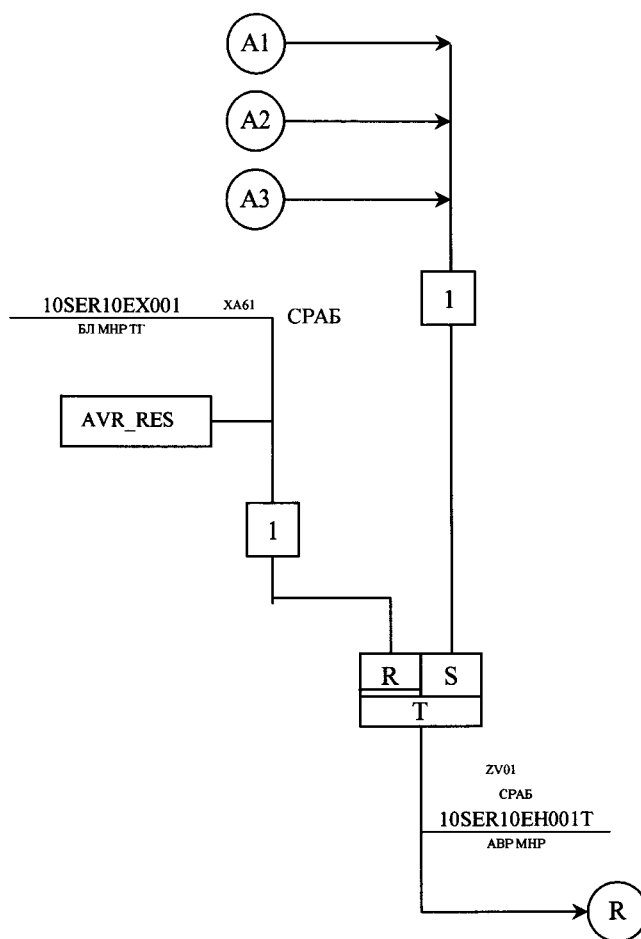 A1
A2
A3
1
10SER10EX001 XA61 СРАБ
БЛ МНР ТГ
AVR_RES
1
R S
T
ZV01
СРАБ
10SER10EH001T
АВР МНР
R